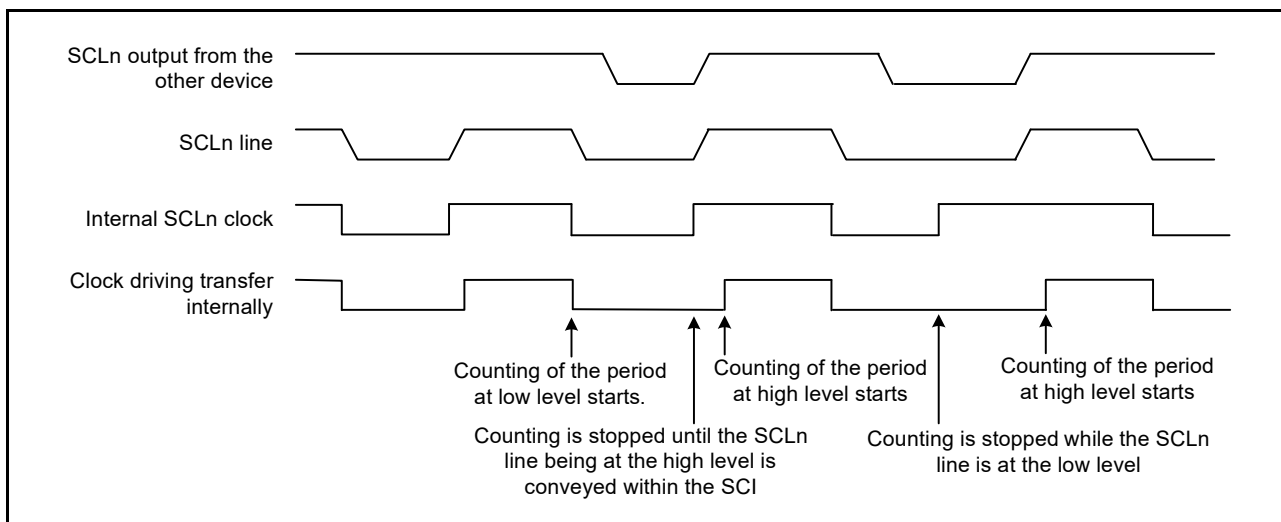 SCLn output from the
other device
SCLn line
Internal SCLn clock
Clock driving transfer
internally
Counting of the period
at low level starts.
Counting of the period
at high level starts
Counting of the period
at high level starts
Counting is stopped until the SCLn
line being at the high level is
conveyed within the SCI
Counting is stopped while the SCLn
line is at the low level